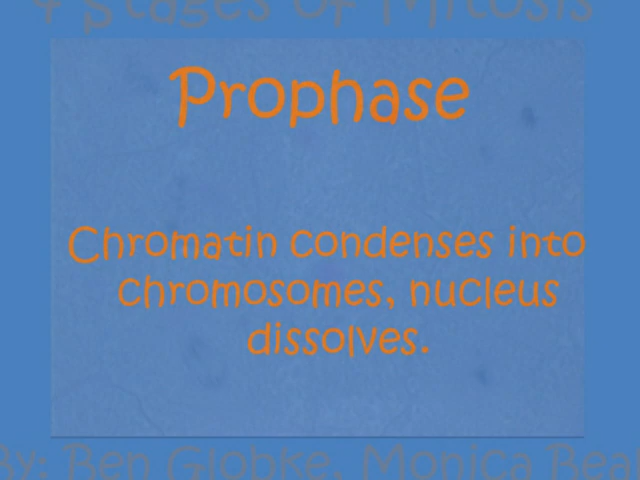 4 Stages of Mitosis
Prophase
Chromatin condenses into
chromosomes, nucleus
dissolves.
By: Ben Globke, Monica